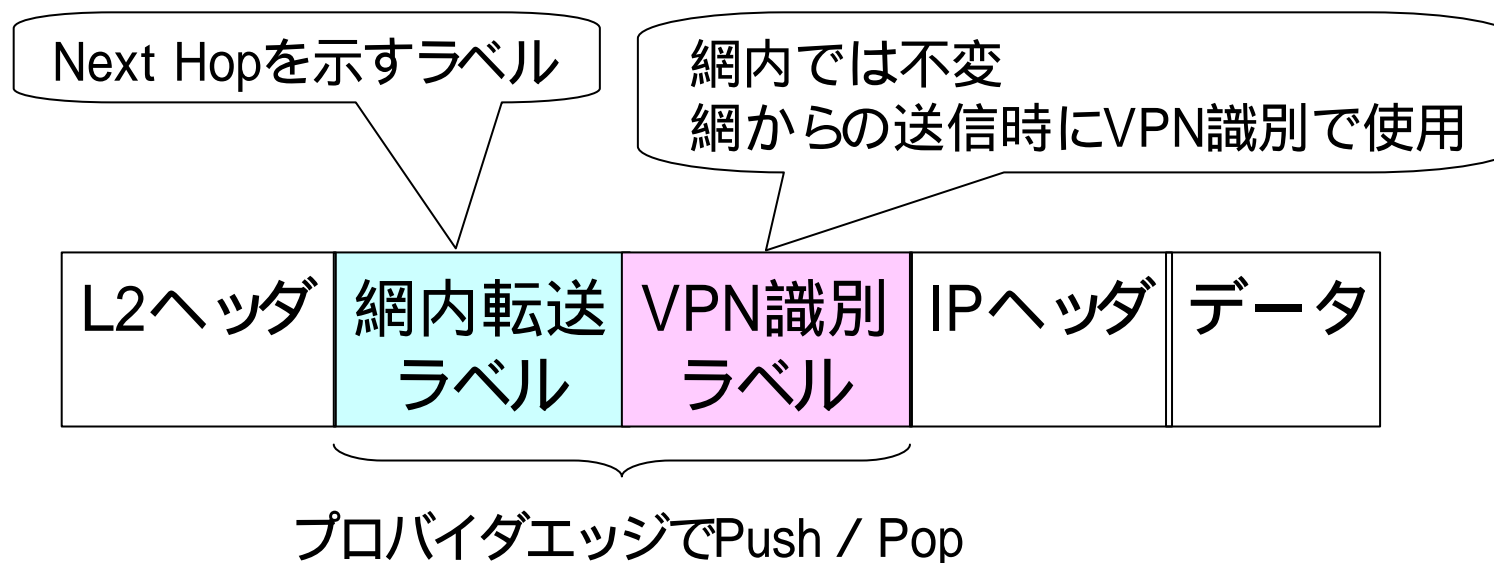 Next Hopを示すラベル
網内では不変
網からの送信時にVPN識別で使用
L2ヘッダ
網内転送
ラベル
VPN識別
ラベル
IPヘッダ
データ
プロバイダエッジでPush / Pop